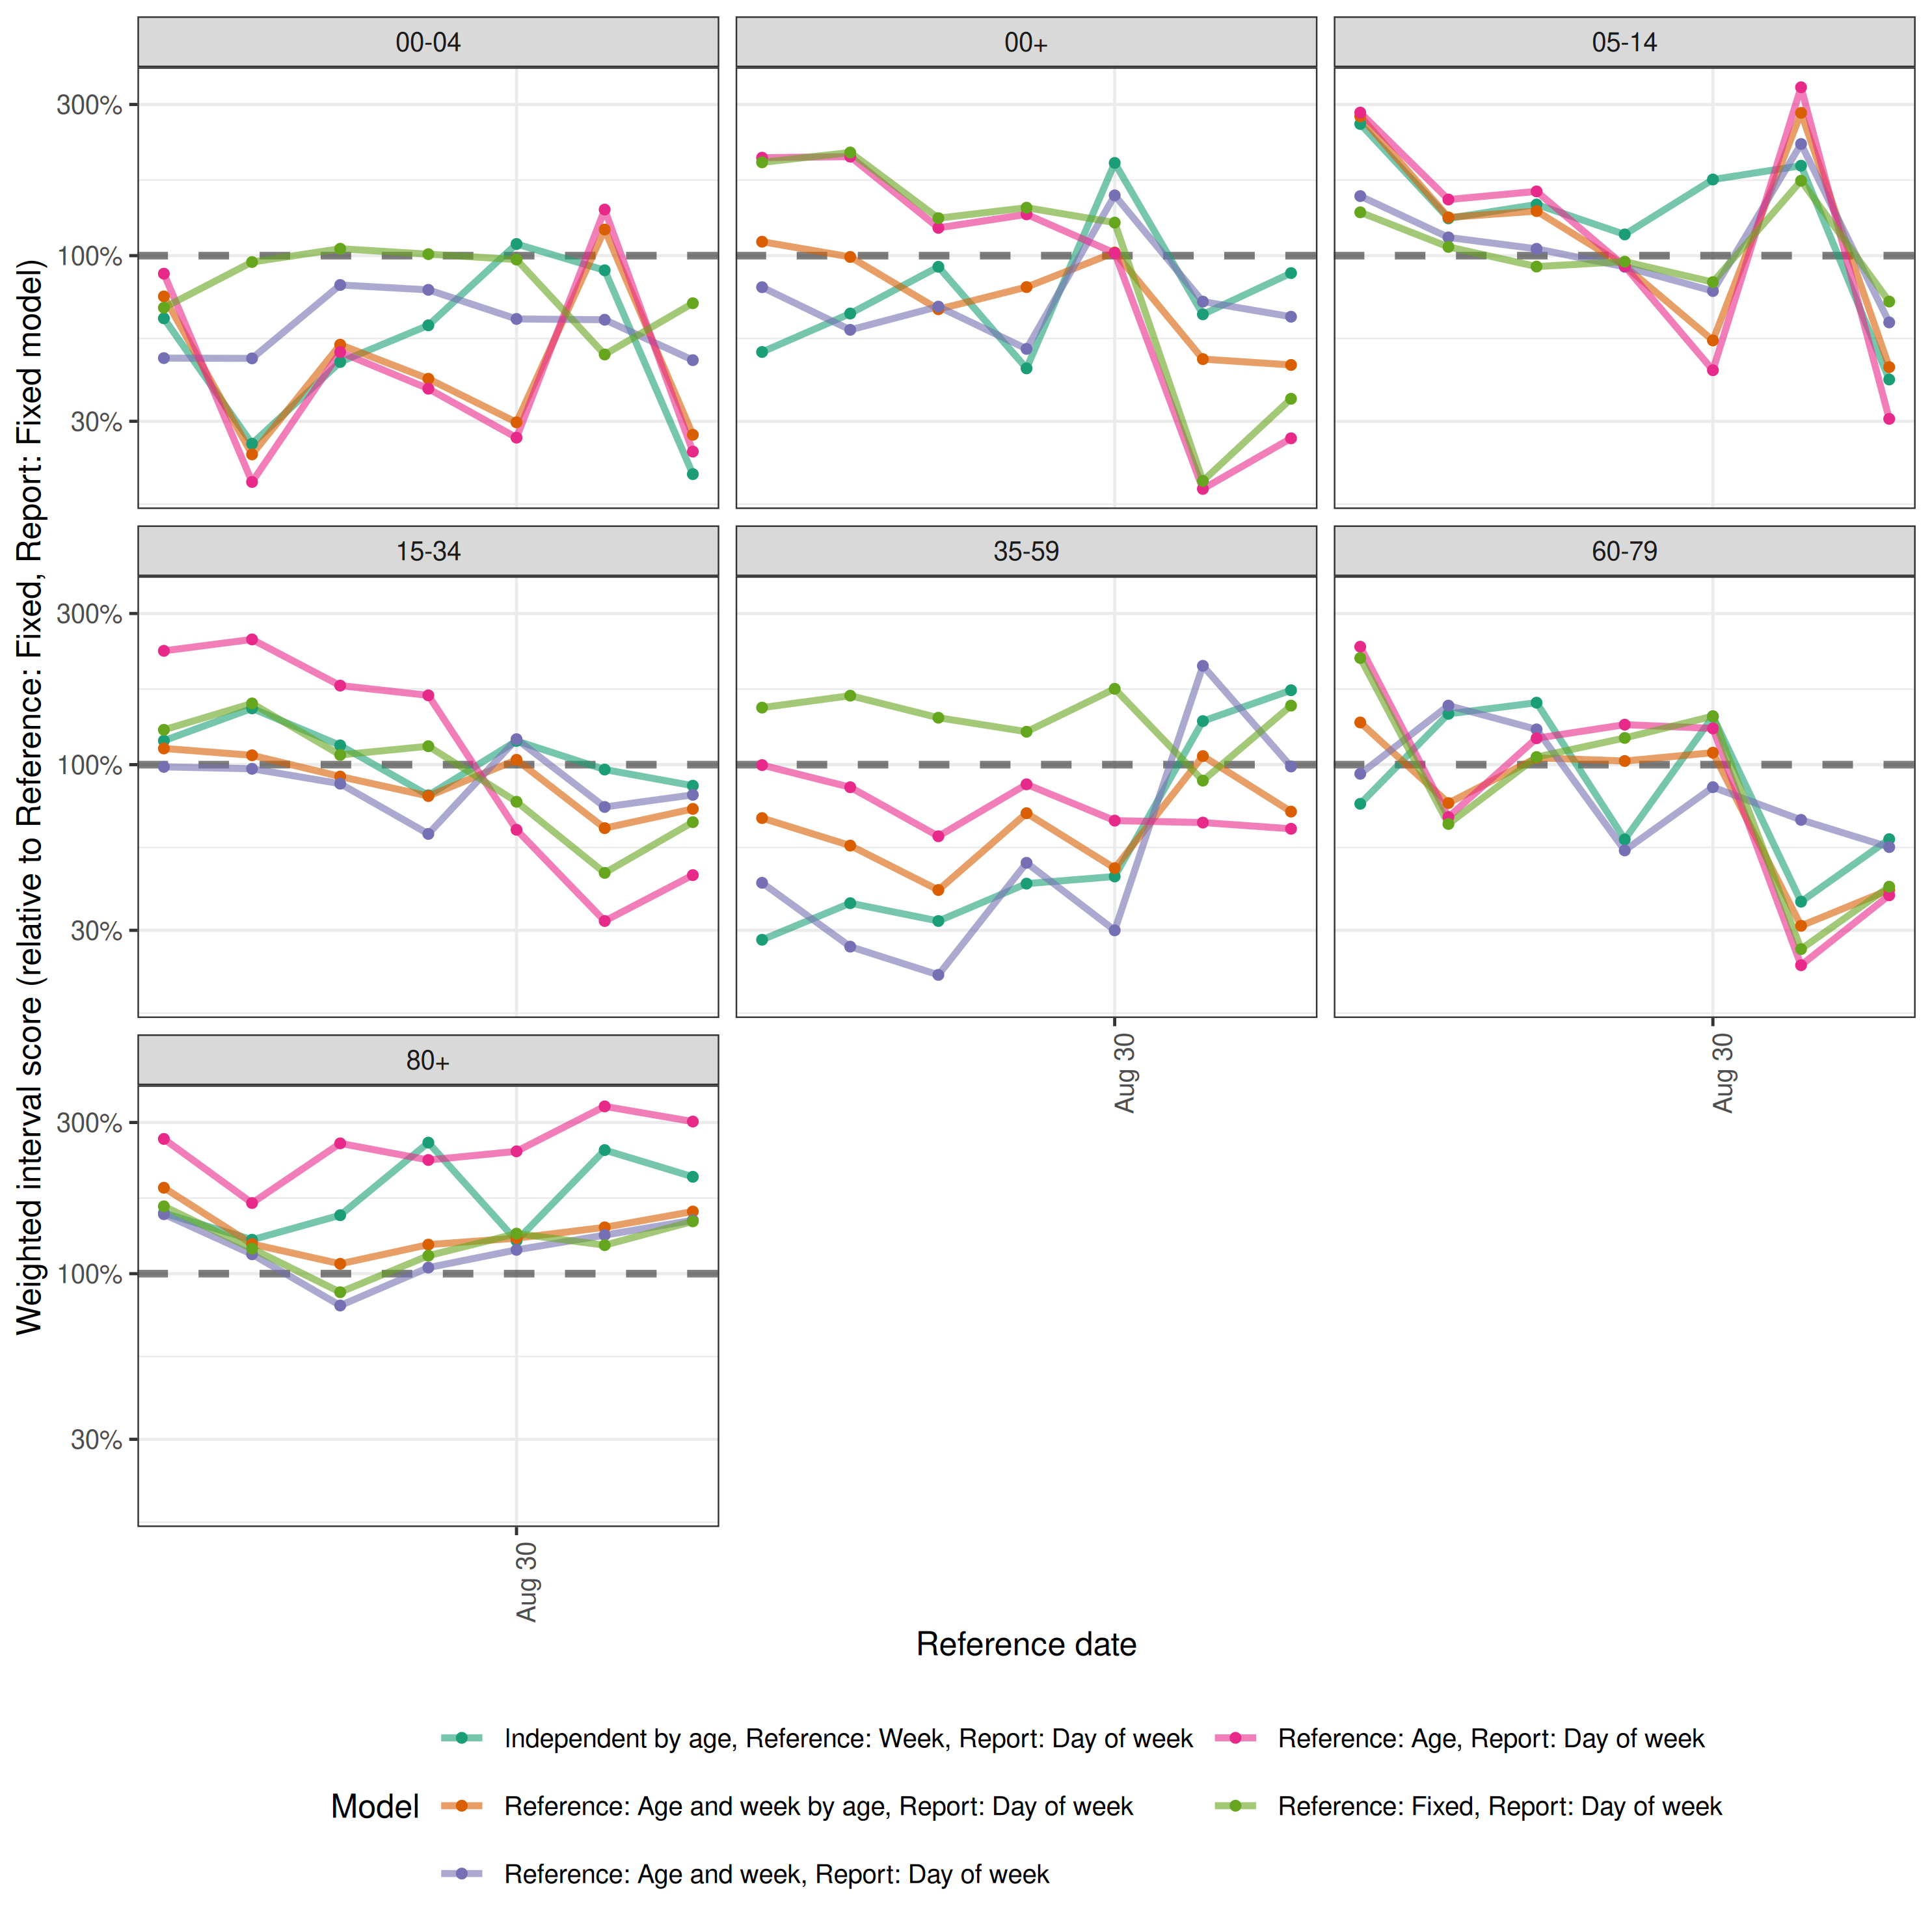 Weighted interval score (relative to Reference: Fixed, Report: Fixed model)
00-04
00+
05-14
300%
100%
30%
15-34
35-59
60-79
300%
100%
30%
Aug 30
Aug 30
80+
300%
100%
30%
Aug 30
Reference date
Model
Independent by age, Reference: Week, Report: Day of week
Reference: Age and week by age, Report: Day of week
Reference: Age and week, Report: Day of week
Reference: Age, Report: Day of week
Reference: Fixed, Report: Day of week